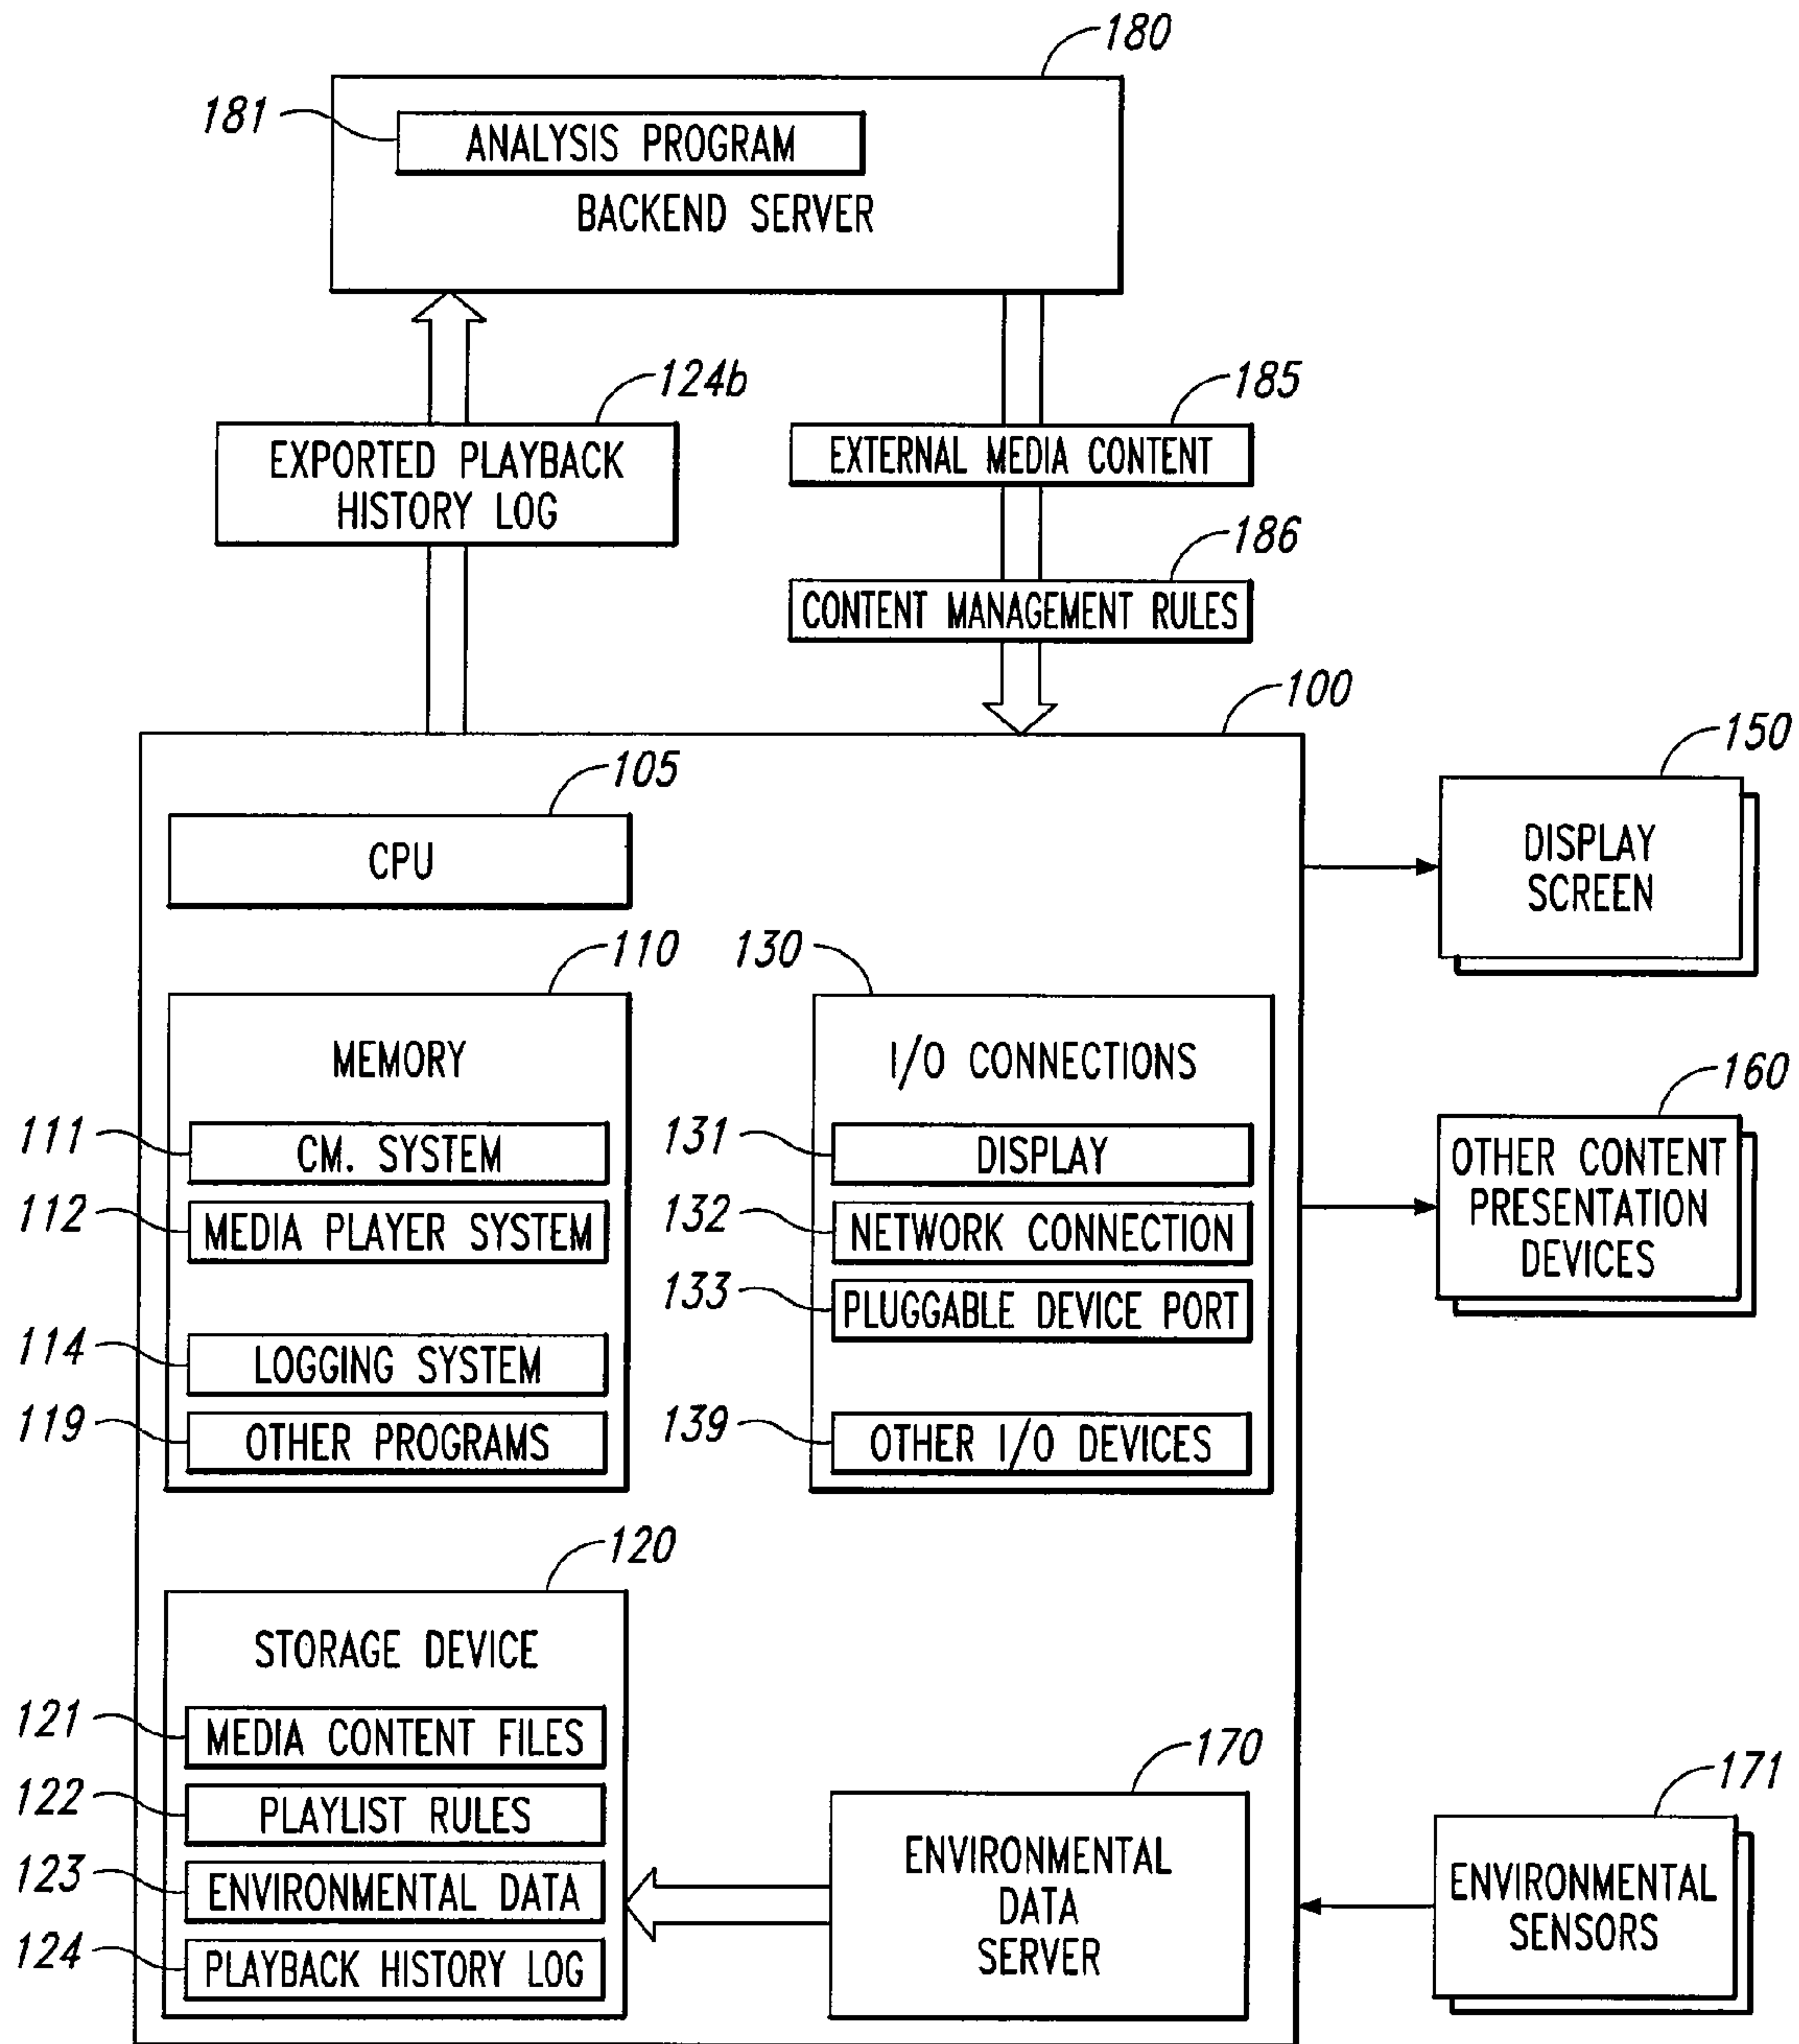 180
181
ANALYSIS PROGRAM
BACKEND SERVER
124b
185
EXPORTED PLAYBACK
HISTORY LOG
EXTERNAL MEDIA CONTENT
186
CONTENT MANAGEMENT RULES
100
105
CPU
150
DISPLAY
SCREEN
110
MEMORY
111
CM. SYSTEM
112
MEDIA PLAYER SYSTEM
114
LOGGING SYSTEM
119
OTHER PROGRAMS
130
I/O CONNECTIONS
131
DISPLAY
132
NETWORK CONNECTION
133
PLUGGABLE DEVICE PORT
139
OTHER I/O DEVICES
160
OTHER CONTENT
PRESENTATION
DEVICES
120
STORAGE DEVICE
121
MEDIA CONTENT FILES
122
PLAYLIST RULES
123
ENVIRONMENTAL DATA
124
PLAYBACK HISTORY LOG
170
ENVIRONMENTAL
DATA
SERVER
171
ENVIRONMENTAL
SENSORS